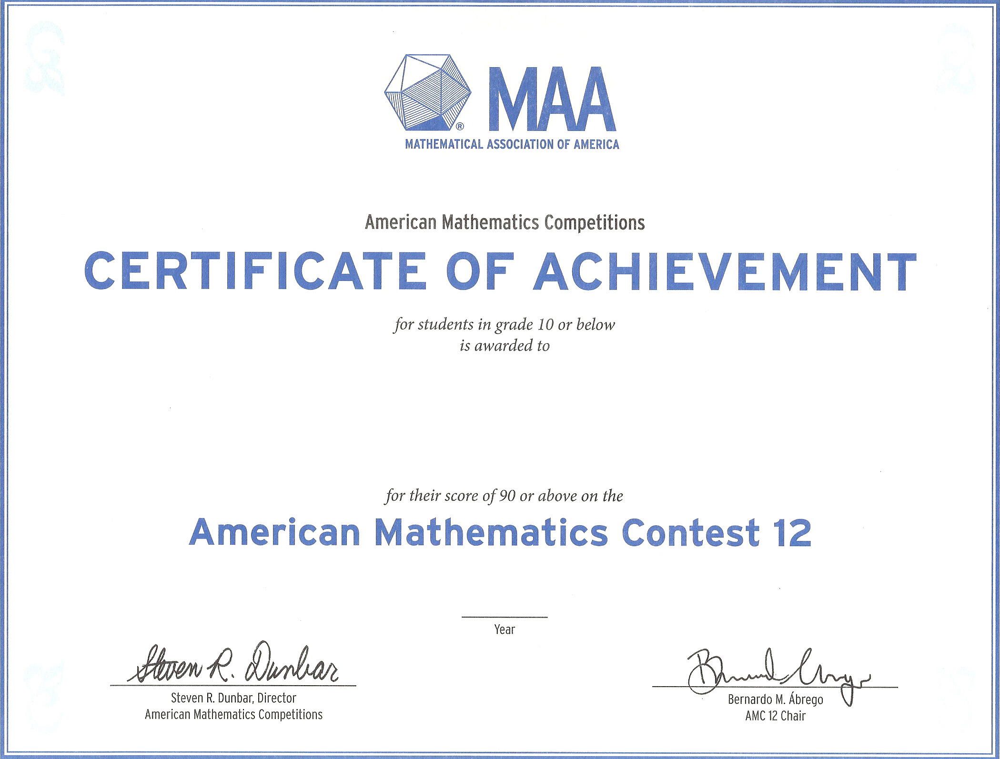 ®
MAA
MATHEMATICAL ASSOCIATION OF AMERICA
American Mathematics Competitions
CERTIFICATE OF ACHIEVEMENT
for students in grade 10 or below
is awarded to
for their score of 90 or above on the
American Mathematics Contest 12
Year
Steven R. Dunbar
Steven R. Dunbar, Director
American Mathematics Competitions
Bernardo M. Ábrego
AMC 12 Chair